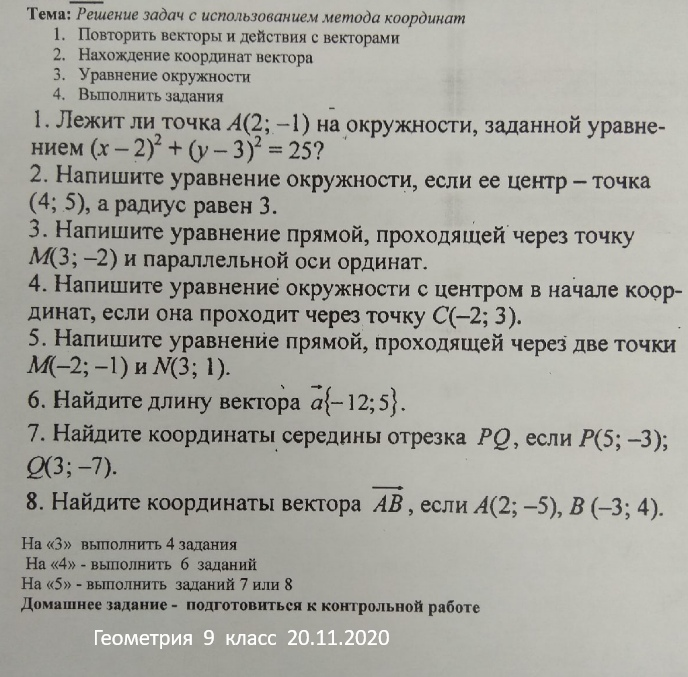 Тема: Решение задач с использованием метода координат
1. Повторить векторы и действия с векторами
2. Нахождение координат вектора
3. Уравнение окружности
4. Выполнить задания
1. Лежит ли точка A(2; −1) на окружности, заданной уравне-
нием (x − 2)² + (y − 3)² = 25?
2. Напишите уравнение окружности, если ее центр – точка
(4; 5), а радиус равен 3.
3. Напишите уравнение прямой, проходящей через точку
M(3; −2) и параллельной оси ординат.
4. Напишите уравнение окружности с центром в начале коор-
динат, если она проходит через точку C(−2; 3).
5. Напишите уравнение прямой, проходящей через две точки
M(−2; −1) и N(3; 1).
6. Найдите длину вектора a⃗{−12; 5}.
7. Найдите координаты середины отрезка PQ, если P(5; −3);
Q(3; −7).
8. Найдите координаты вектора A⃗B⃗, если A(2; −5), B (−3; 4).
На «3» выполнить 4 задания
На «4» - выполнить 6 заданий
На «5» - выполнить заданий 7 или 8
Домашнее задание - подготовиться к контрольной работе
Геометрия 9 класс 20.11.2020